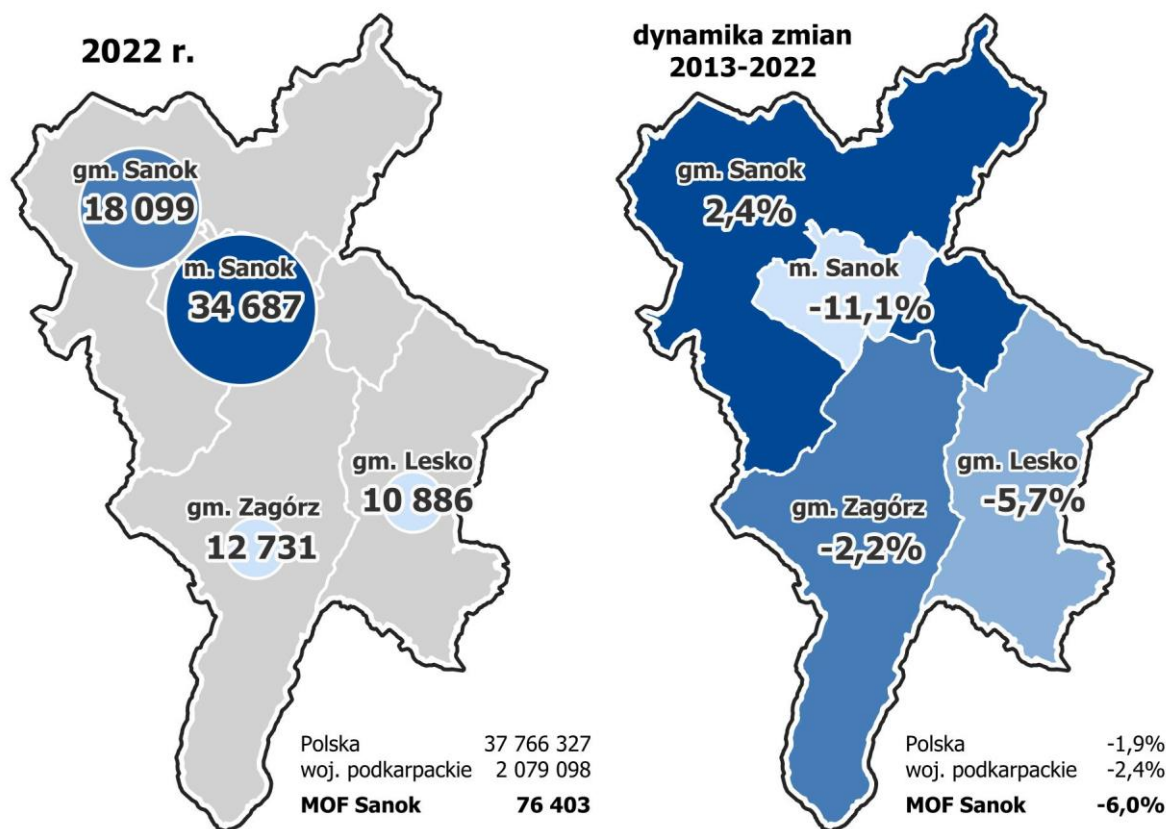 2022 r.
gm. Sanok
18 099
m. Sanok
34 687
gm. Lesko
10 886
gm. Zagórz
12 731
Polska 37 766 327
woj. podkarpackie 2 079 098
MOF Sanok 76 403
dynamika zmian
2013-2022
gm. Sanok
2,4%
m. Sanok
-11,1%
gm. Lesko
-5,7%
gm. Zagórz
-2,2%
Polska -1,9%
woj. podkarpackie -2,4%
MOF Sanok -6,0%